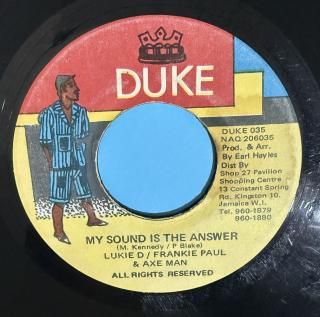 DUKE
DUKE 035
NAQ 206035
Prod. & Arr.
By Earl Hayles
Dist By
Shop 27 Pavilion
Shopping Centre
13 Constant Spring
Rd. Kingston 10.
Jamaica W.I.
Tel. 960-1879
960-1880
MY SOUND IS THE ANSWER
(M. Kennedy / P Blake)
LUKIE D / FRANKIE PAUL
& AXE MAN
ALL RIGHTS RESERVED